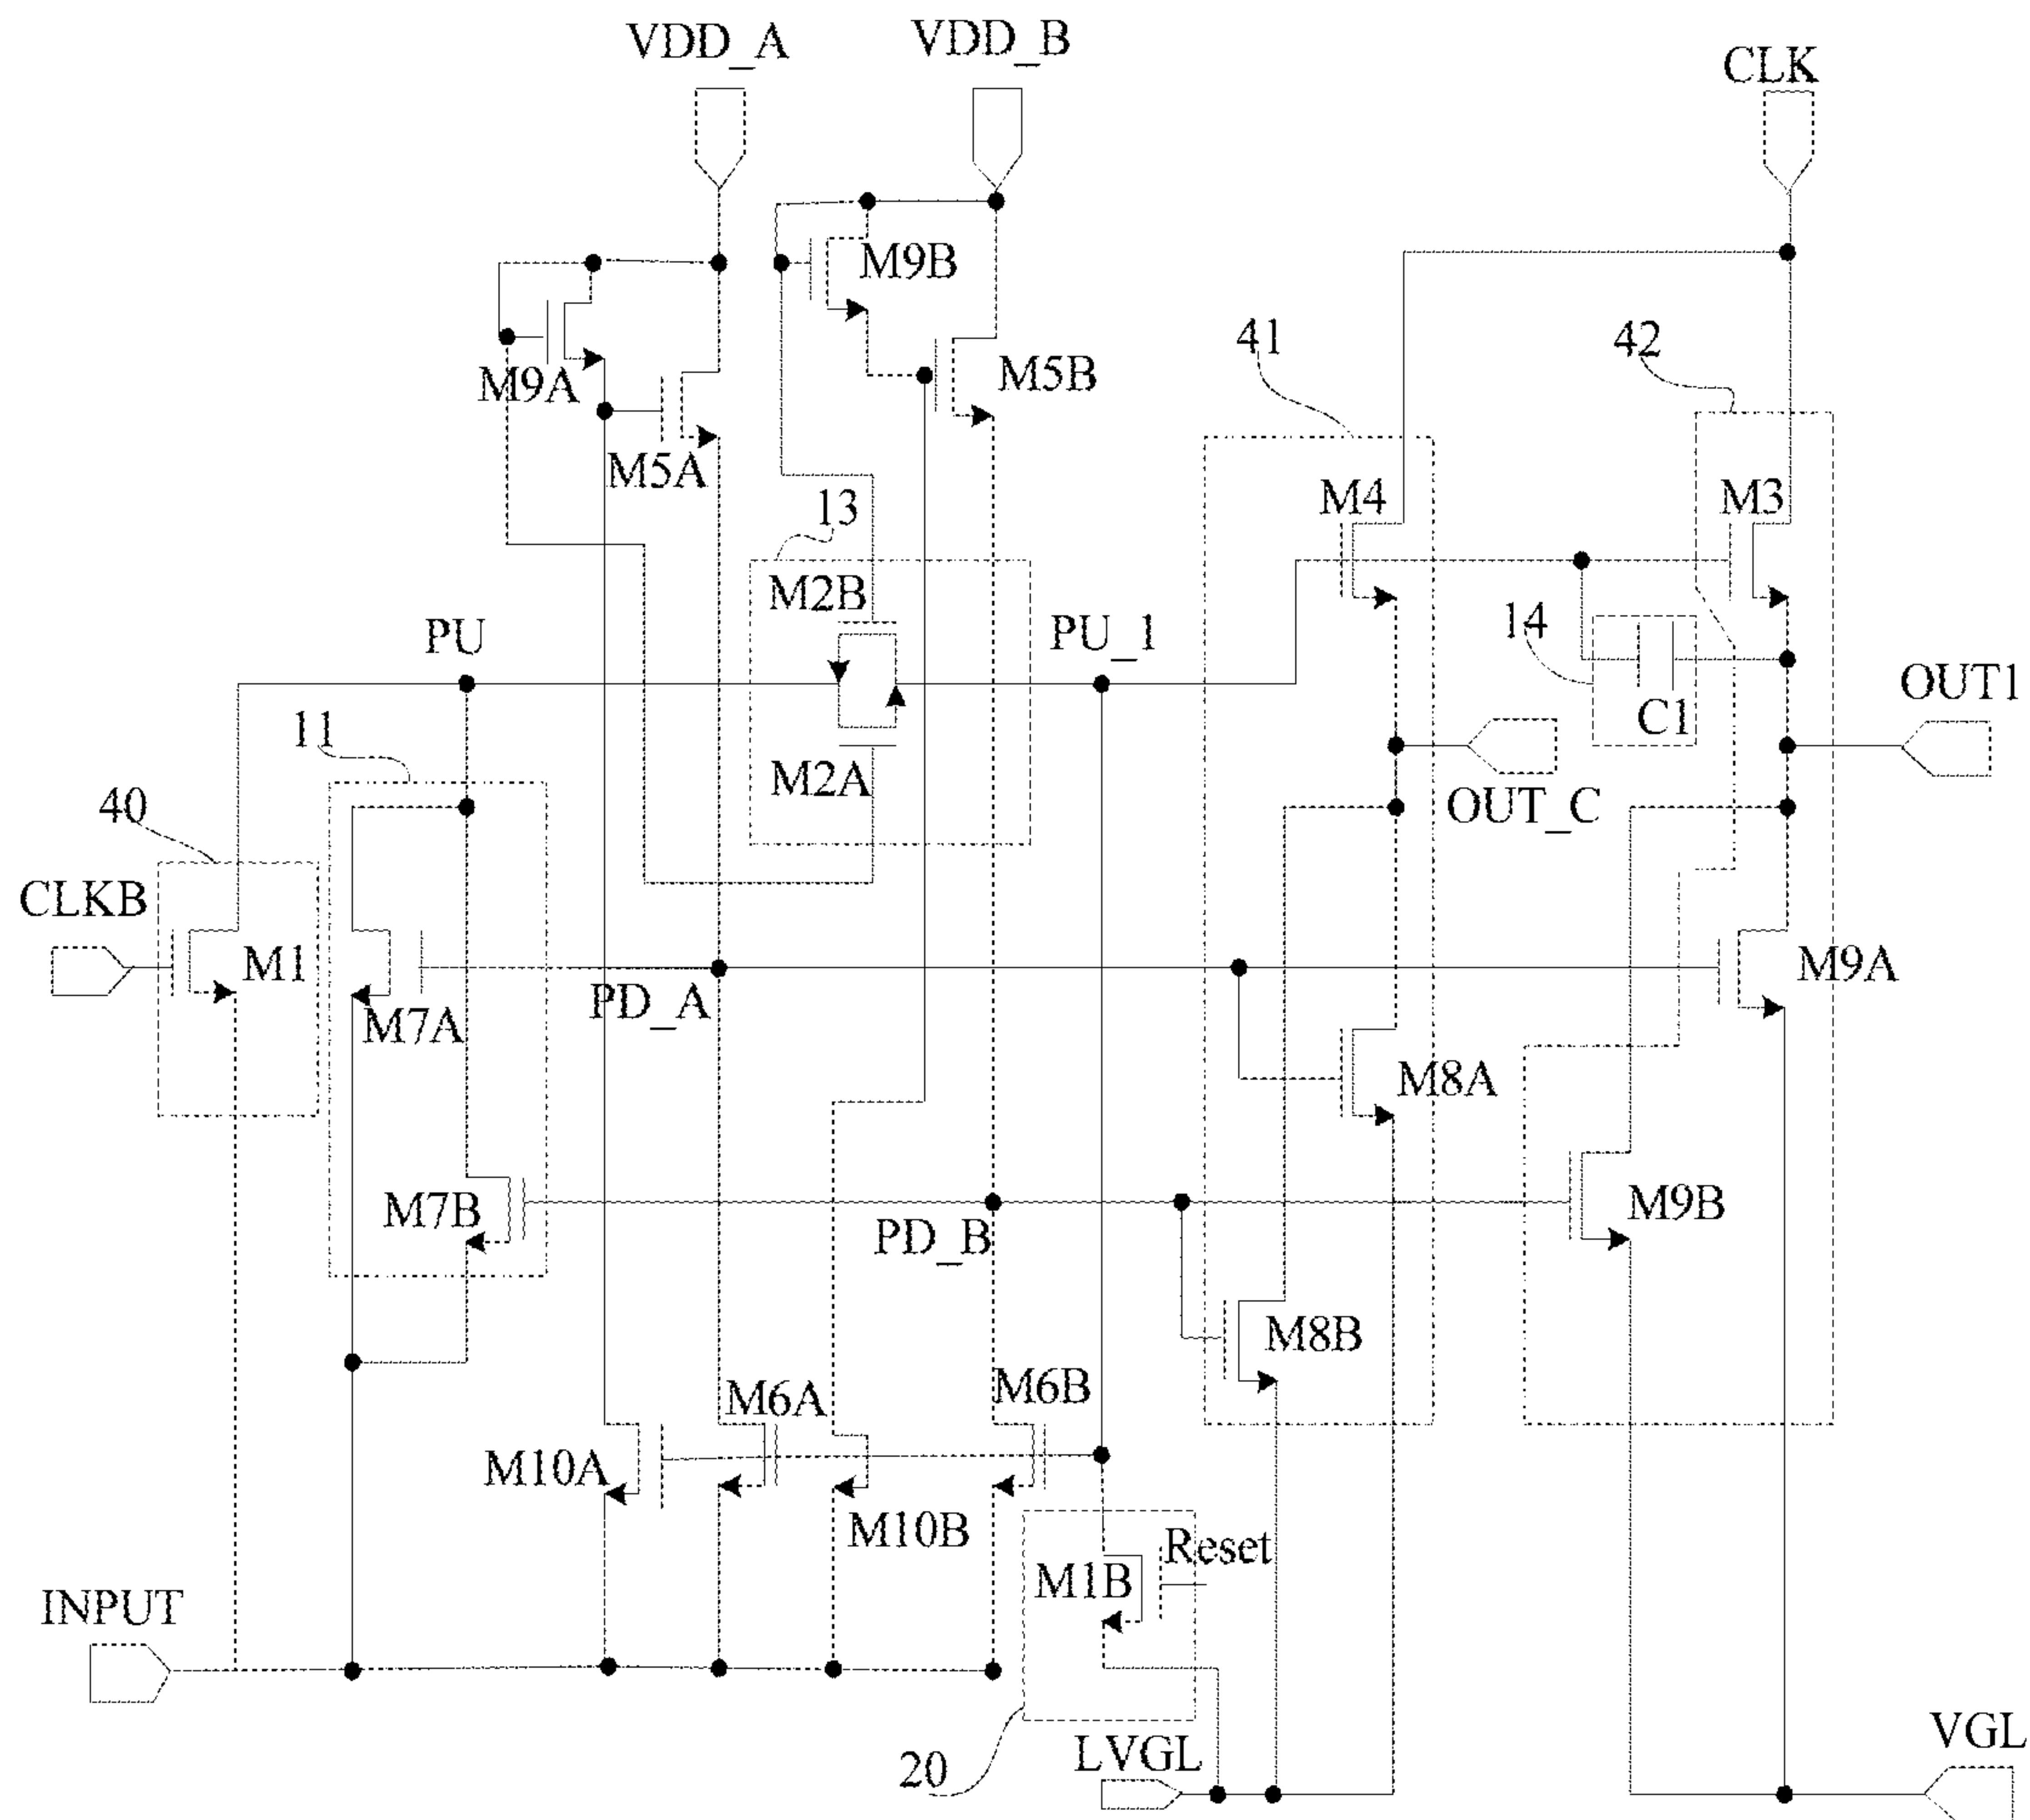 VDD_A
VDD_B
CLK
M9B
M9A
M5B
M5A
41
42
13
M4
M3
M2B
PU
PU_1
14
C1
OUT1
11
M2A
40
OUT_C
CLKB
M1
M7A
PD_A
M9A
M8A
M7B
PD_B
M9B
M8B
M6A
M6B
M10A
M10B
Reset
M1B
INPUT
20
LVGL
VGL